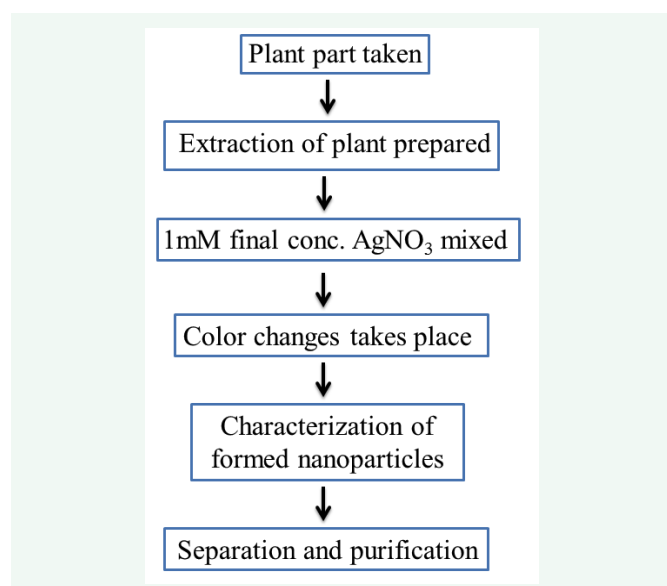 Plant part taken
Extraction of plant prepared
1mM final conc. AgNO₃ mixed
Color changes takes place
Characterization of
formed nanoparticles
Separation and purification